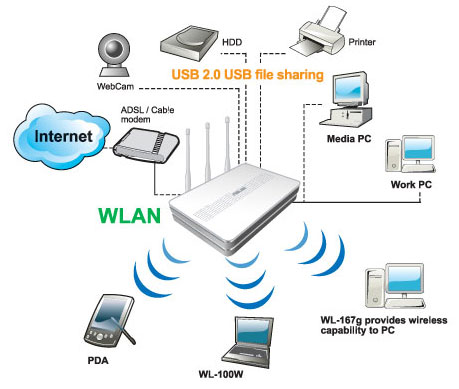 HDD
Printer
USB 2.0 USB file sharing
WebCam
ADSL / Cable
modem
Internet
Media PC
Work PC
WLAN
WL-167g provides wireless
capability to PC
PDA
WL-100W